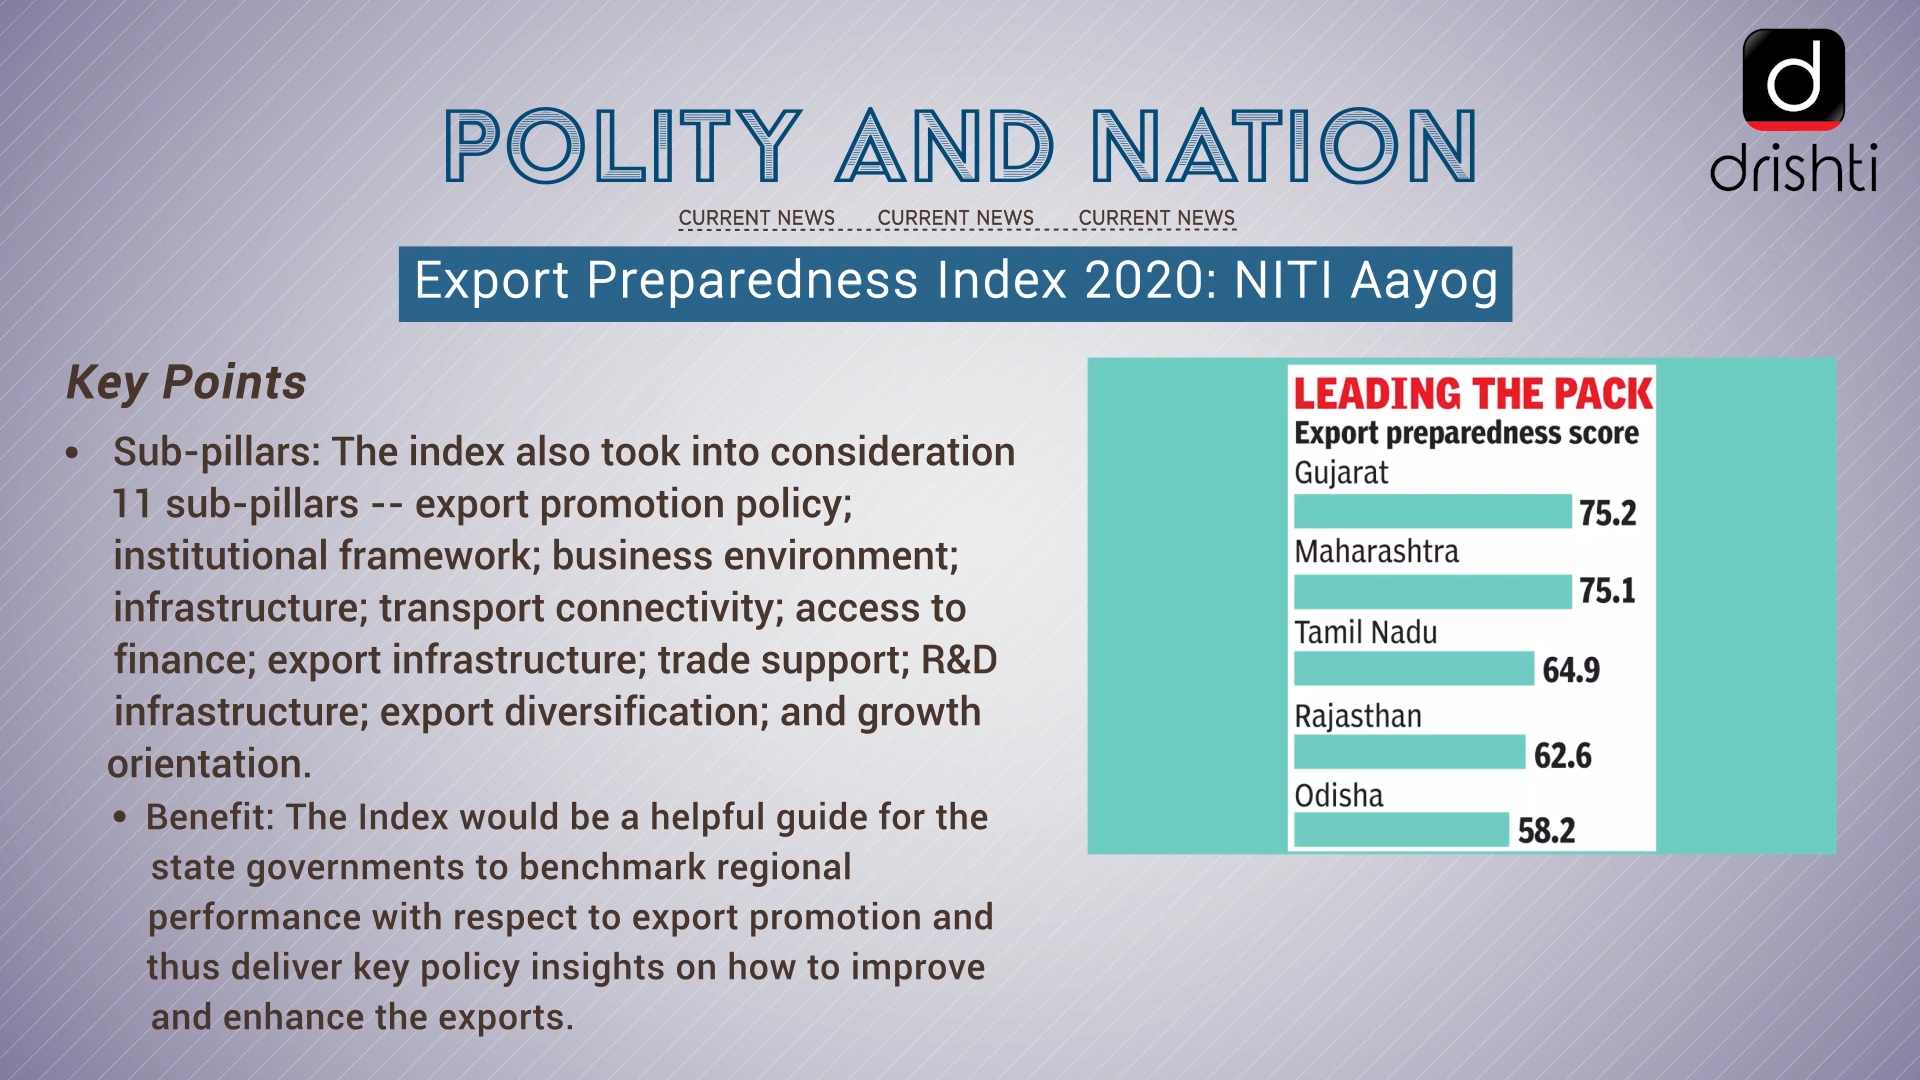 d
drishti
POLITY AND NATION
CURRENT NEWS CURRENT NEWS CURRENT NEWS
Export Preparedness Index 2020: NITI Aayog
Key Points
• Sub-pillars: The index also took into consideration
11 sub-pillars -- export promotion policy;
institutional framework; business environment;
infrastructure; transport connectivity; access to
finance; export infrastructure; trade support; R&D
infrastructure; export diversification; and growth
orientation.
• Benefit: The Index would be a helpful guide for the
state governments to benchmark regional
performance with respect to export promotion and
thus deliver key policy insights on how to improve
and enhance the exports.
LEADING THE PACK
Export preparedness score
Gujarat
75.2
Maharashtra
75.1
Tamil Nadu
64.9
Rajasthan
62.6
Odisha
58.2